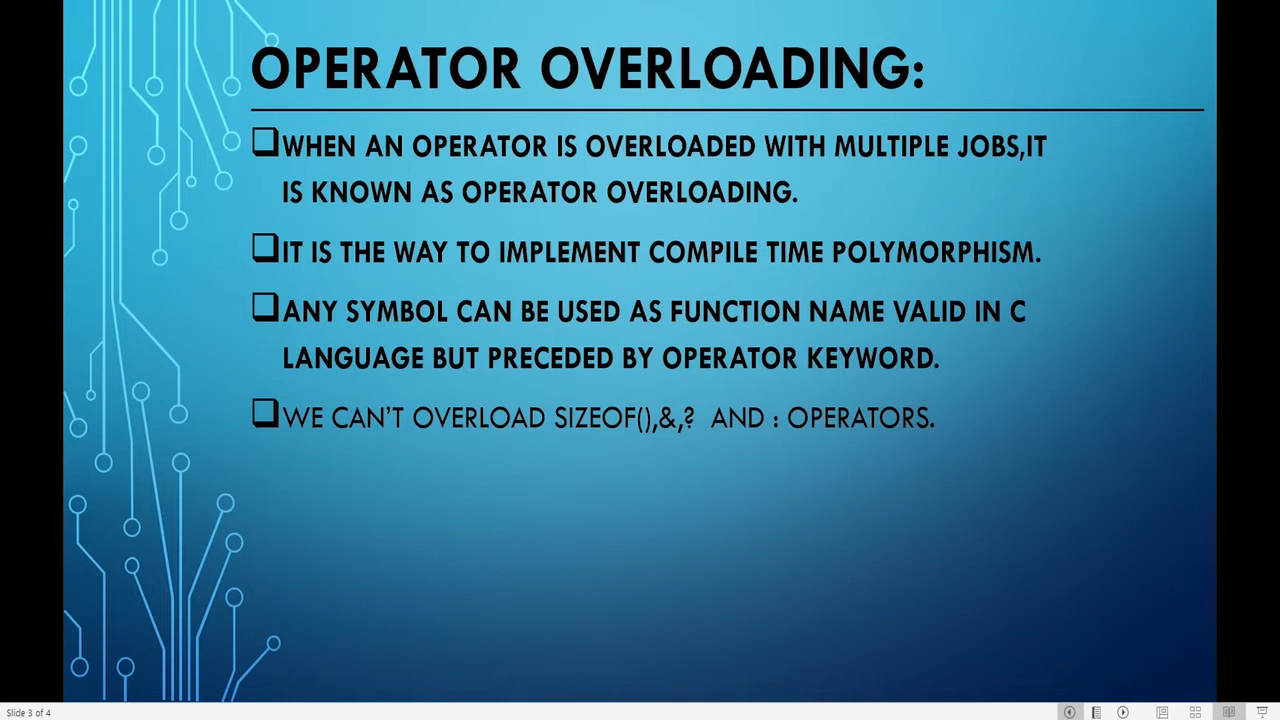 OPERATOR OVERLOADING:
WHEN AN OPERATOR IS OVERLOADED WITH MULTIPLE JOBS,IT
IS KNOWN AS OPERATOR OVERLOADING.
IT IS THE WAY TO IMPLEMENT COMPILE TIME POLYMORPHISM.
ANY SYMBOL CAN BE USED AS FUNCTION NAME VALID IN C
LANGUAGE BUT PRECEDED BY OPERATOR KEYWORD.
WE CAN'T OVERLOAD SIZEOF(),&,? AND : OPERATORS.
Slide 3 of 4